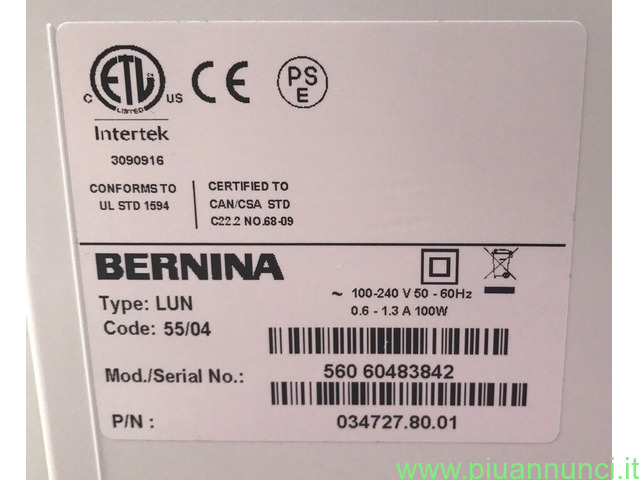 ETL
LISTED
C US
CE
PS
E
Intertek
3090916
CONFORMS TO
UL STD 1594
CERTIFIED TO
CAN/CSA STD
C22.2 NO.68-09
BERNINA
Type: LUN
Code: 55/04
~ 100-240 V 50 - 60Hz
0.6 - 1.3 A 100W
Mod./Serial No.: 560 60483842
P/N : 034727.80.01
www.piuannunci.it